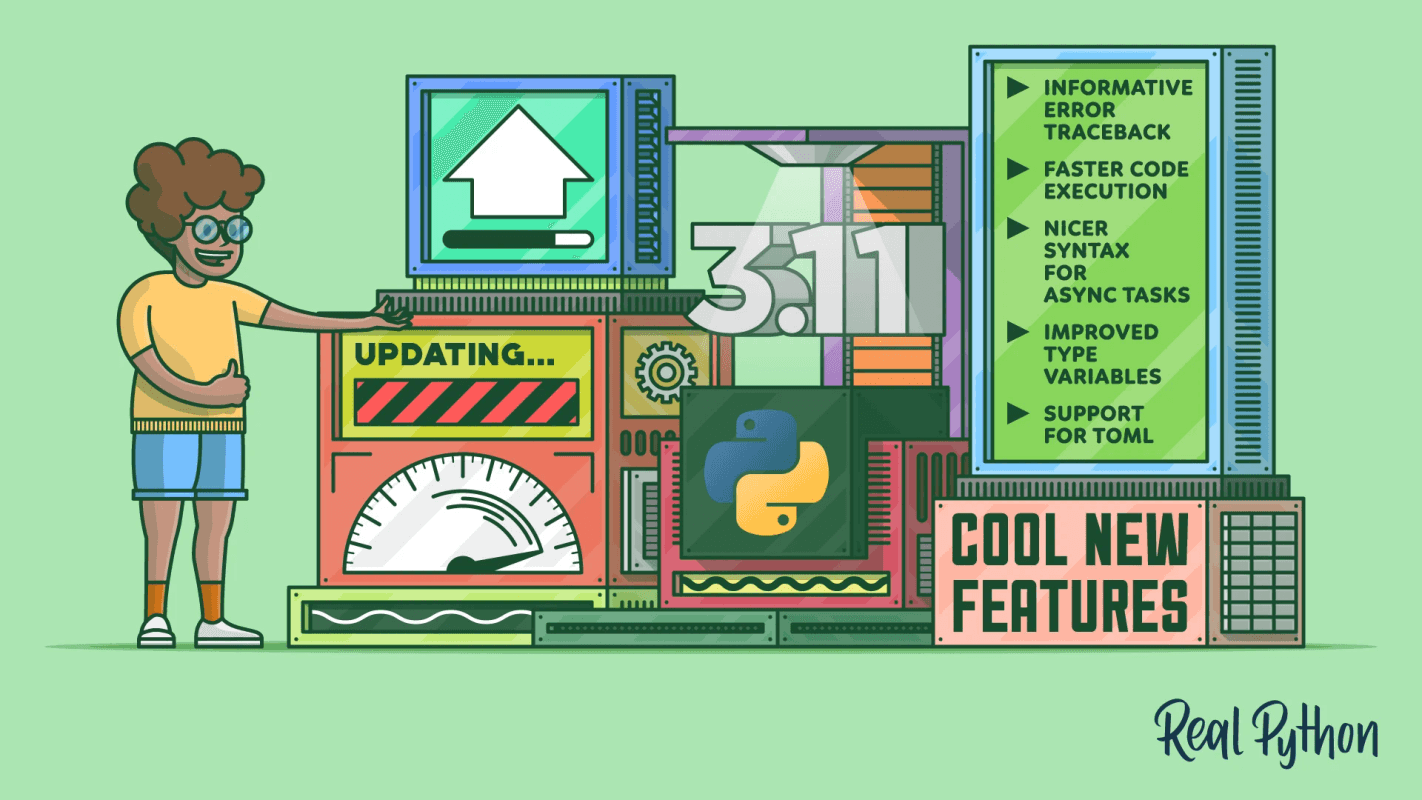 UPDATING...
3.11
INFORMATIVE
ERROR
TRACEBACK
FASTER CODE
EXECUTION
NICER
SYNTAX
FOR
ASYNC TASKS
IMPROVED
TYPE
VARIABLES
SUPPORT
FOR TOML
COOL NEW
FEATURES
Real Python